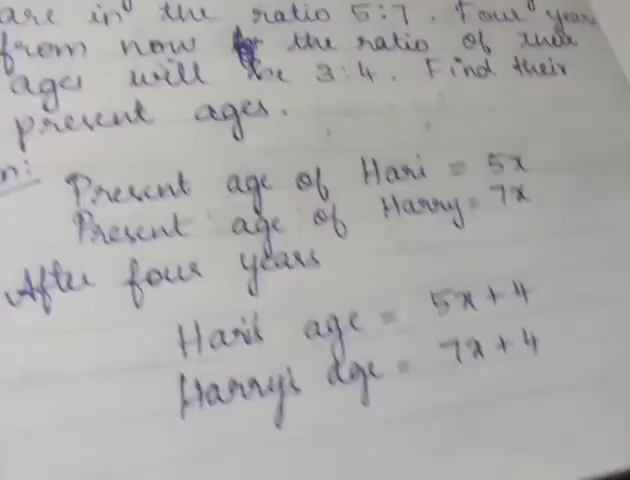 are in the ratio 5:7. Four years
from now the ratio of their
ages will be 3:4. Find their
present ages.
n:
Present age of Hari = 5x
Present age of Harry = 7x
After four years
Hari's age = 5x + 4
Harry's age = 7x + 4